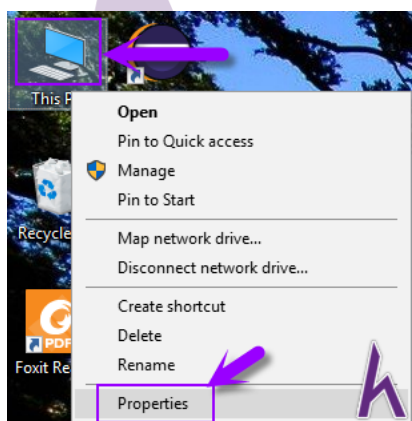 This P
Open
Pin to Quick access
Manage
Pin to Start
Recycle
Map network drive...
Disconnect network drive...
Create shortcut
Delete
PDF
Rename
Foxit Re
Properties
h